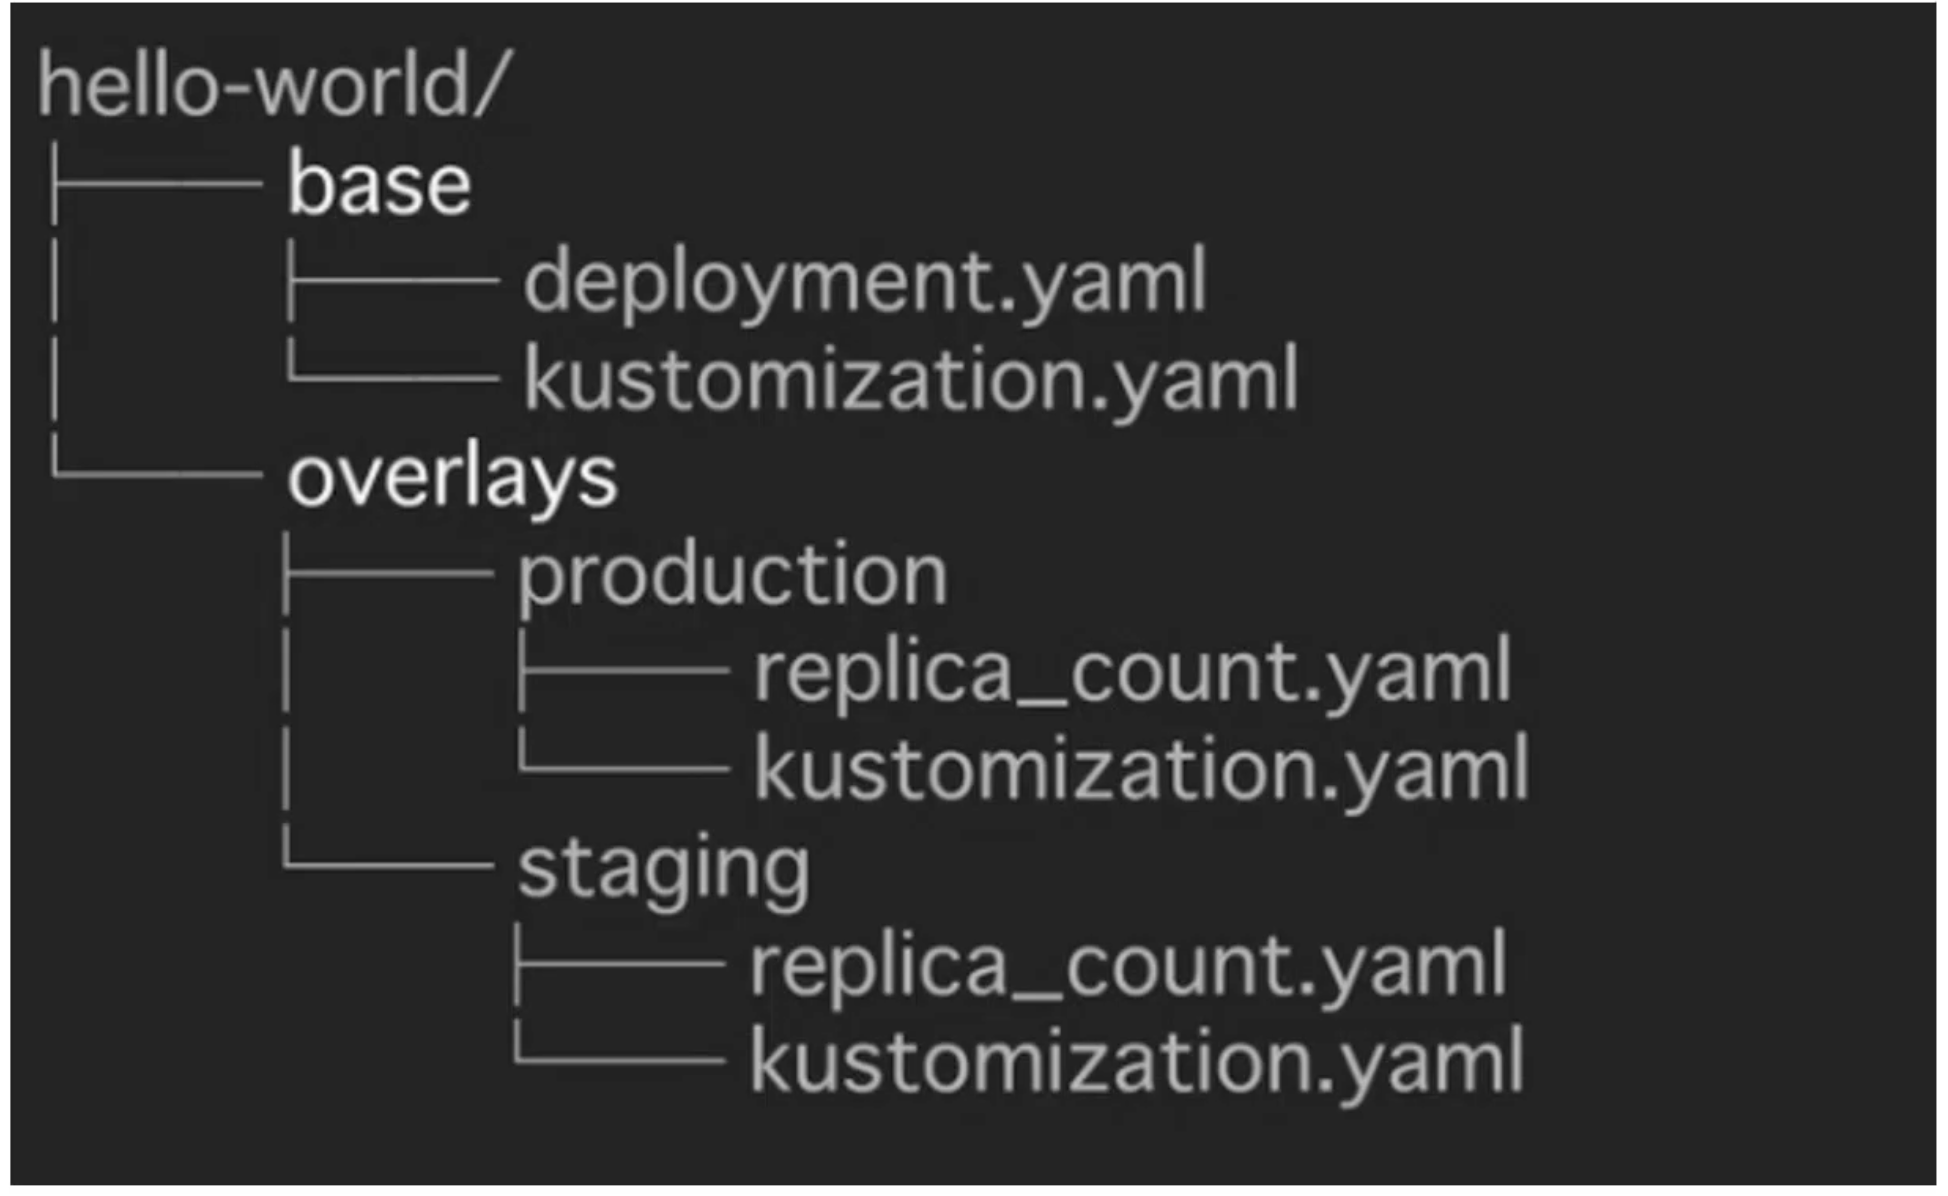 hello-world/
base
deployment.yaml
kustomization.yaml
overlays
production
replica_count.yaml
kustomization.yaml
staging
replica_count.yaml
kustomization.yaml